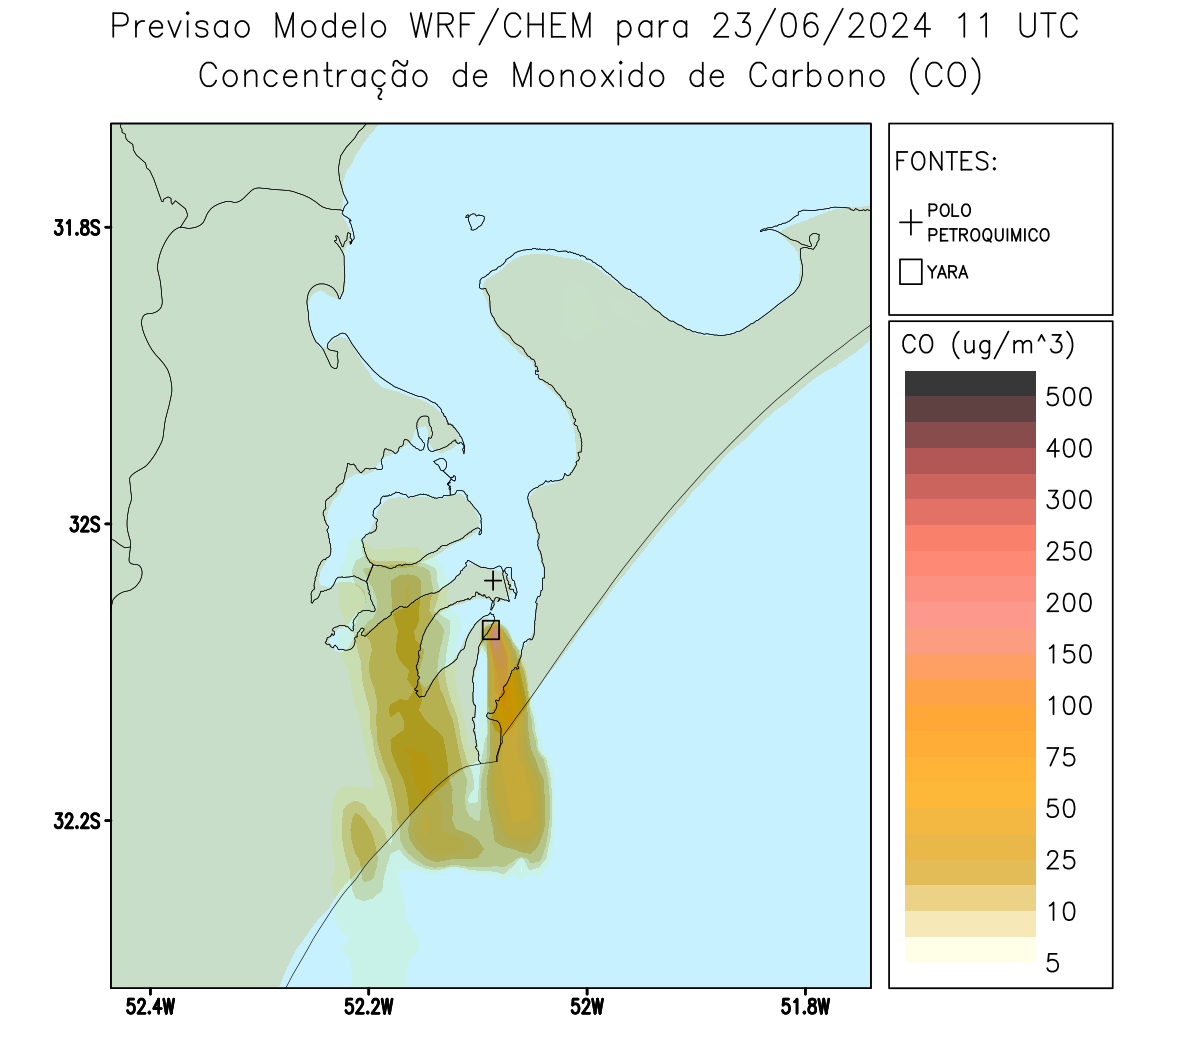 Previsao Modelo WRF/CHEM para 23/06/2024 11 UTC
Concentração de Monoxido de Carbono (CO)
FONTES:
POLO
PETROQUIMICO
YARA
CO (ug/m^3)
500
400
300
250
200
150
100
75
50
25
10
5
31.8S
32S
32.2S
52.4W
52.2W
52W
51.8W